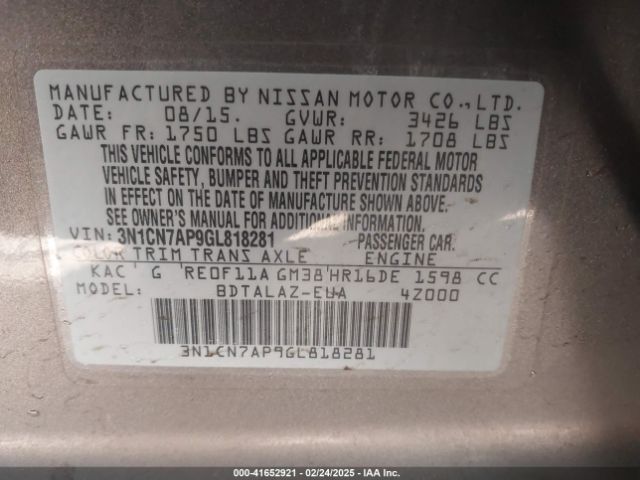 MANUFACTURED BY NISSAN MOTOR CO.,LTD.
DATE: 08/15. GVWR: 3426 LBS
GAWR FR: 1750 LBS GAWR RR: 1708 LBS
THIS VEHICLE CONFORMS TO ALL APPLICABLE FEDERAL MOTOR
VEHICLE SAFETY, BUMPER AND THEFT PREVENTION STANDARDS
IN EFFECT ON THE DATE OF MANUFACTURE SHOWN ABOVE.
SEE OWNER'S MANUAL FOR ADDITIONAL INFORMATION.
VIN: 3N1CN7AP9GL818281 PASSENGER CAR.
COLOR TRIM TRANS AXLE ENGINE
KAC G RE0F11A GM38 HR16DE 1598 CC
MODEL: BDTALAZ-EUA 4Z000
3N1CN7AP9GL818281
000-41652921 - 02/24/2025 - IAA Inc.